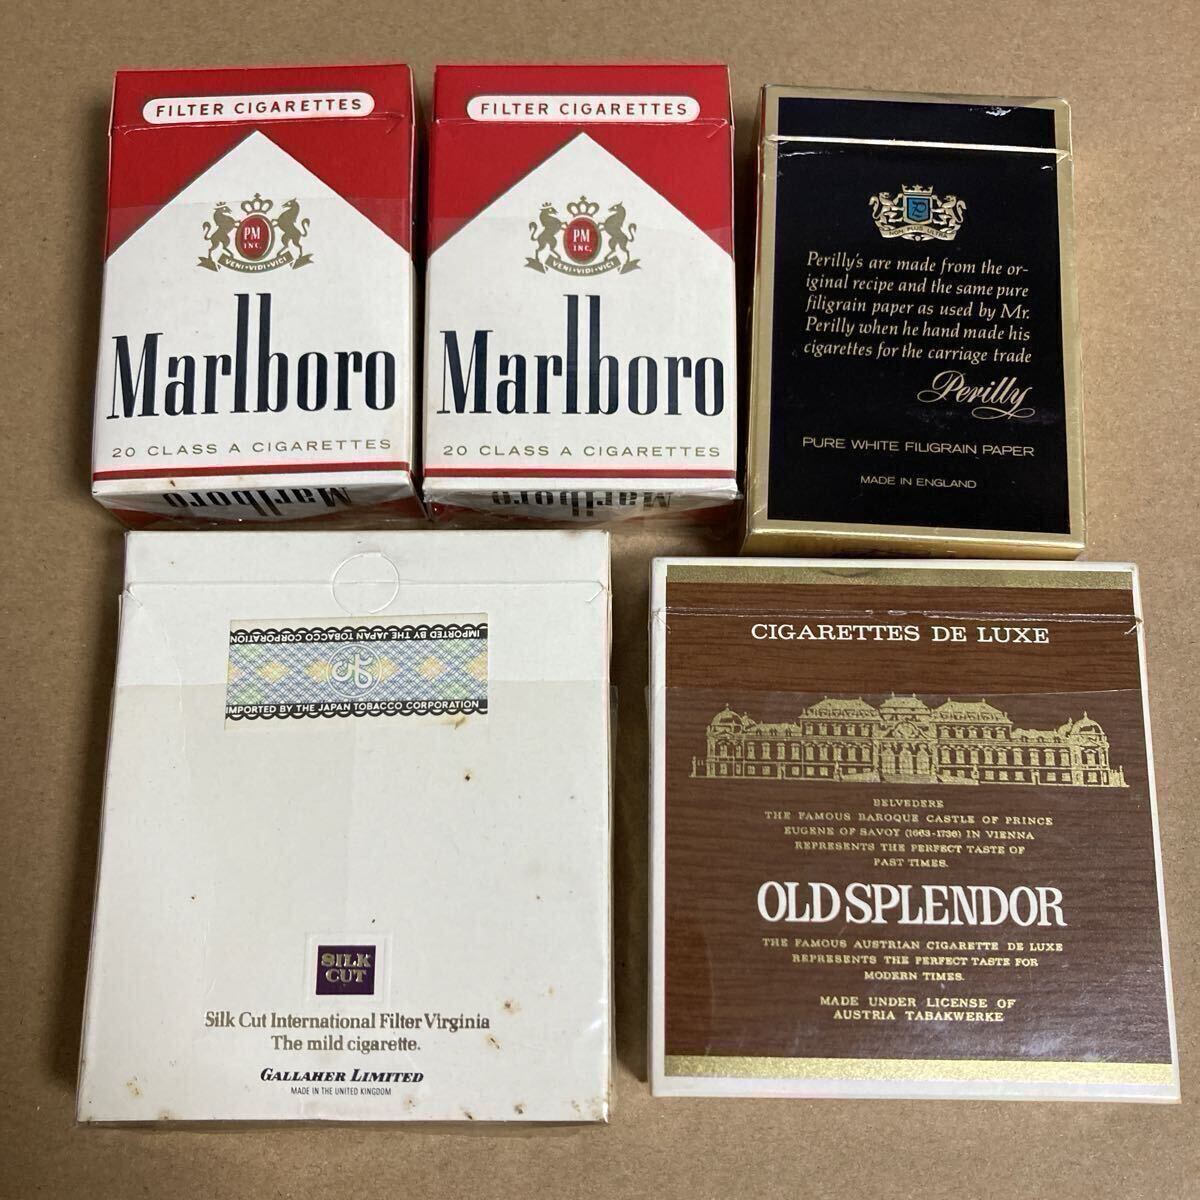 FILTER CIGARETTES
PM
INC.
VENI·VIDI·VICI
Marlboro
20 CLASS A CIGARETTES
Marlboro
FILTER CIGARETTES
PM
INC.
VENI·VIDI·VICI
Marlboro
20 CLASS A CIGARETTES
Marlboro
P
NON PLUS ULTRA
Perilly's are made from the or-
iginal recipe and the same pure
filigrain paper as used by Mr.
Perilly when he hand made his
cigarettes for the carriage trade
Perilly
PURE WHITE FILIGRAIN PAPER
MADE IN ENGLAND
IMPORTED BY THE JAPAN TOBACCO CORPORATION
IMPORTED BY THE JAPAN TOBACCO CORPORATION
SILK
CUT
Silk Cut International Filter Virginia
The mild cigarette.
GALLAHER LIMITED
MADE IN THE UNITED KINGDOM
CIGARETTES DE LUXE
BELVEDERE
THE FAMOUS BAROQUE CASTLE OF PRINCE
EUGENE OF SAVOY (1663-1736) IN VIENNA
REPRESENTS THE PERFECT TASTE OF
PAST TIMES.
OLD SPLENDOR
THE FAMOUS AUSTRIAN CIGARETTE DE LUXE
REPRESENTS THE PERFECT TASTE FOR
MODERN TIMES.
MADE UNDER LICENSE OF
AUSTRIA TABAKWERKE